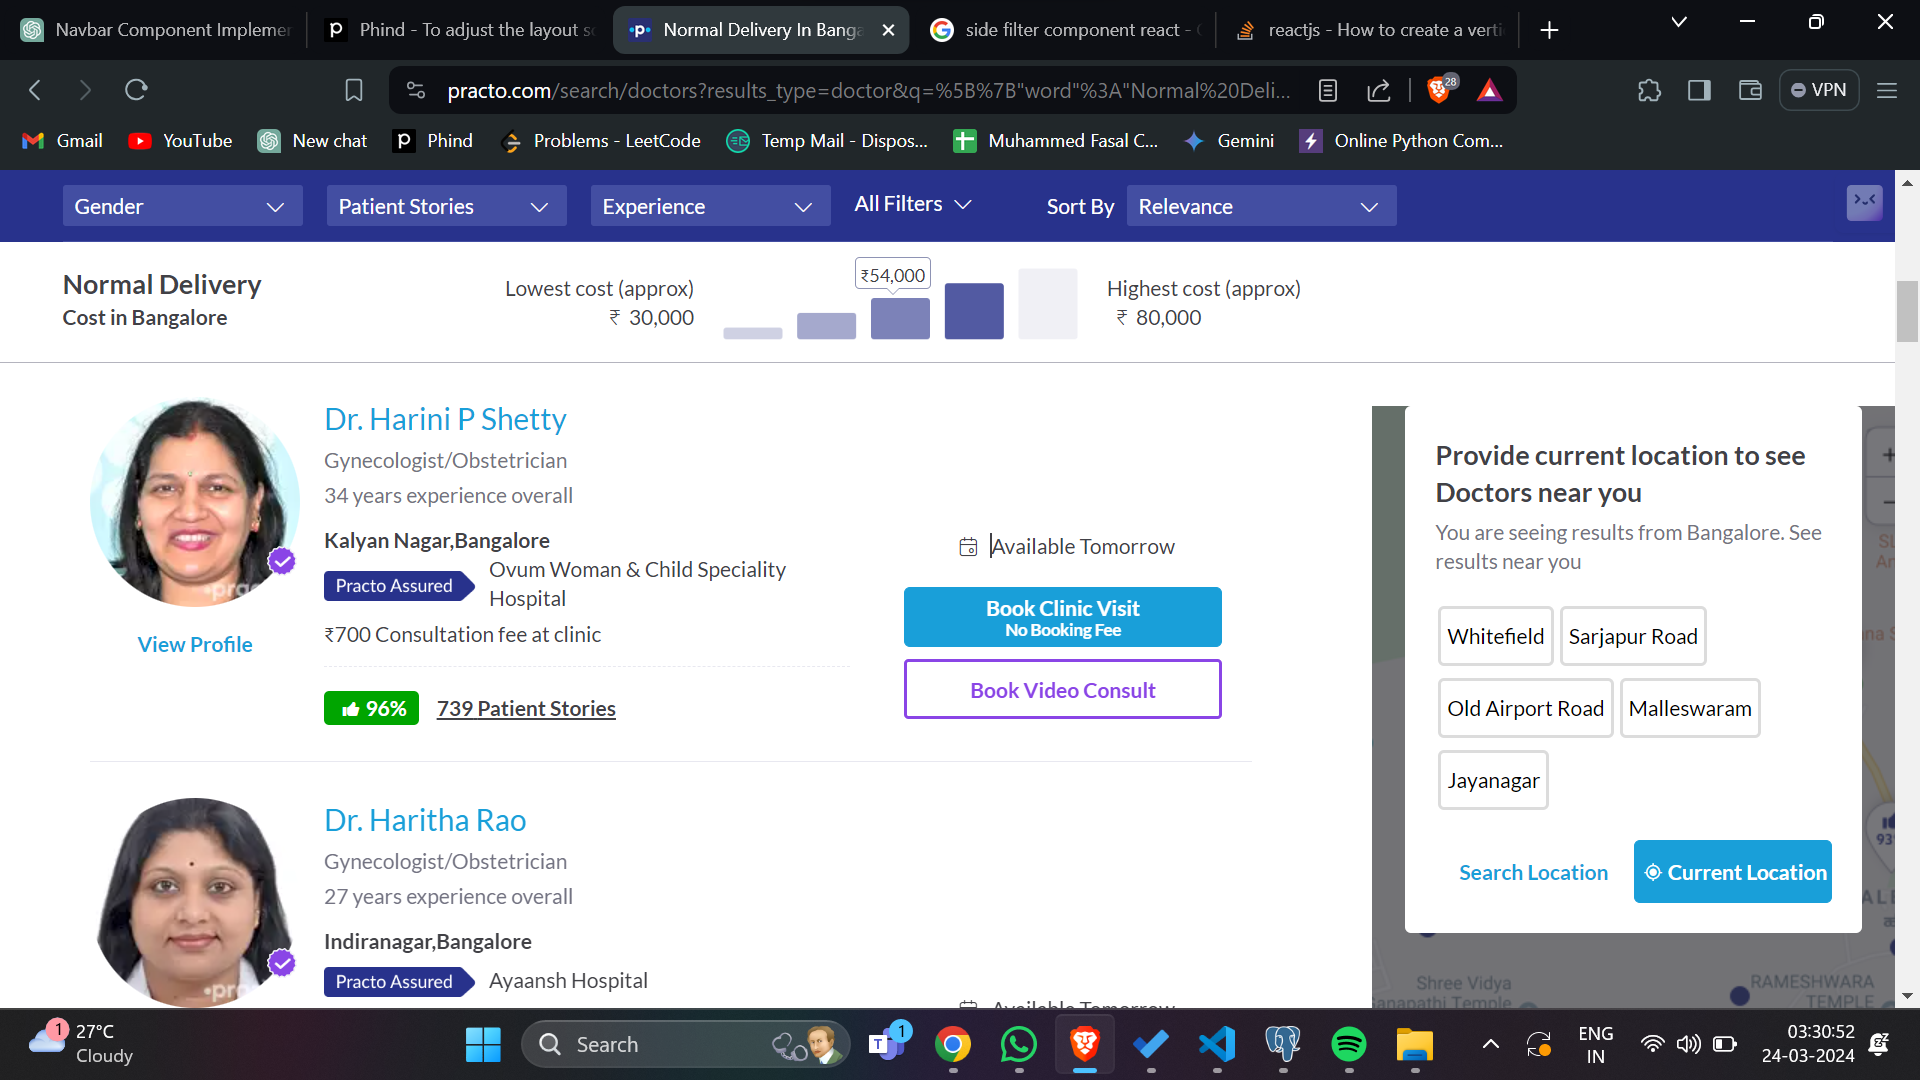 Navbar Component Implemer
Phind - To adjust the layout s
Normal Delivery In Banga
side filter component react -
reactjs - How to create a verti
practo.com/search/doctors?results_type=doctor&q=%5B%7B"word"%3A"Normal%20Deli...
28
VPN
Gmail
YouTube
New chat
Phind
Problems - LeetCode
Temp Mail - Dispos...
Muhammed Fasal C...
Gemini
Online Python Com...
Gender
Patient Stories
Experience
All Filters
Sort By
Relevance
Normal Delivery
Cost in Bangalore
Lowest cost (approx)
₹ 30,000
₹54,000
Highest cost (approx)
₹ 80,000
Dr. Harini P Shetty
Gynecologist/Obstetrician
34 years experience overall
Kalyan Nagar,Bangalore
Practo Assured
Ovum Woman & Child Speciality
Hospital
₹700 Consultation fee at clinic
View Profile
96%
739 Patient Stories
Available Tomorrow
Book Clinic Visit
No Booking Fee
Book Video Consult
Provide current location to see
Doctors near you
You are seeing results from Bangalore. See
results near you
Whitefield
Sarjapur Road
Old Airport Road
Malleswaram
Jayanagar
Search Location
Current Location
Dr. Haritha Rao
Gynecologist/Obstetrician
27 years experience overall
Indiranagar,Bangalore
Practo Assured
Ayaansh Hospital
Available Tomorrow
Shree Vidya
Ganapathi Temple
RAMESHWARA
TEMPLE
1
27°C
Cloudy
Search
1
ENG
IN
03:30:52
24-03-2024